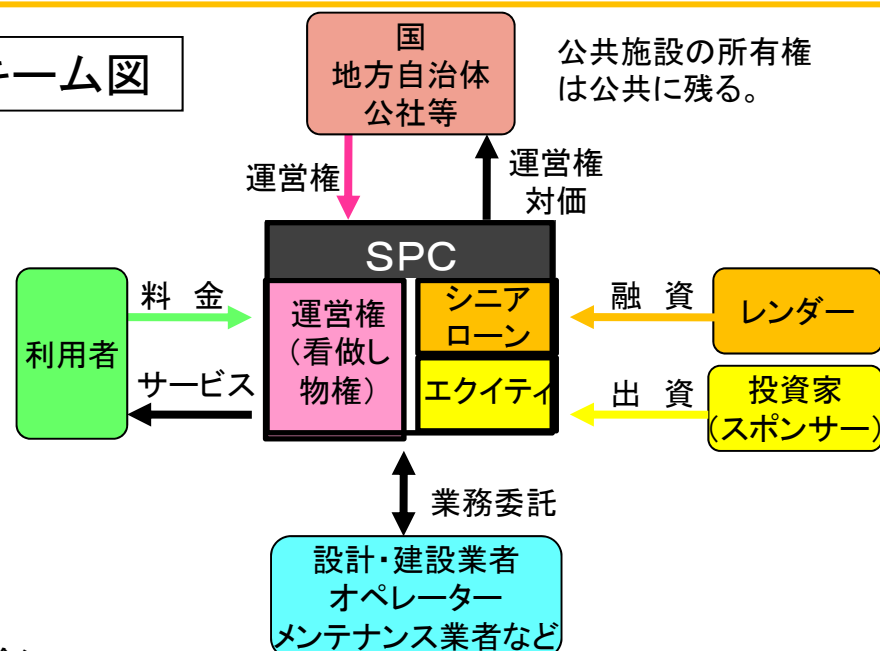 ーム図
国
地方自治体
公社等
公共施設の所有権
は公共に残る。
運営権
運営権
対価
SPC
料 金
利用者
サービス
運営権
(看做し
物権)
シニア
ローン
エクイティ
融 資
レンダー
出 資
投資家
(スポンサー)
業務委託
設計・建設業者
オペレーター
メンテナンス業者など